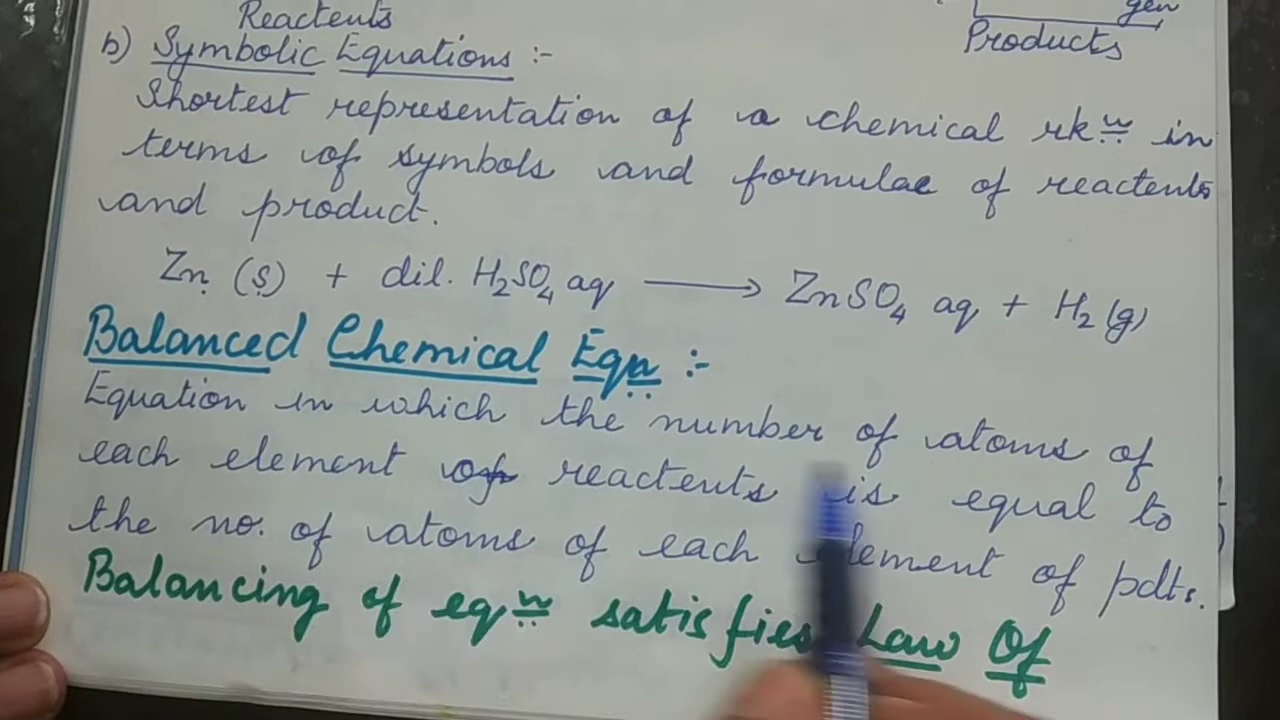 Reactents
gen
Products
b) Symbolic Equations :-
Shortest representation of a chemical rkn in
terms of symbols and formulae of reactents
and product.
Zn (s) + dil. H₂SO₄ aq ⟶ ZnSO₄ aq + H₂ (g)
Balanced Chemical Eqn :-
Equation in which the number of atoms of
each element of reactents is equal to
the no. of atoms of each element of pdts.
Balancing of eqn satisfies Law Of